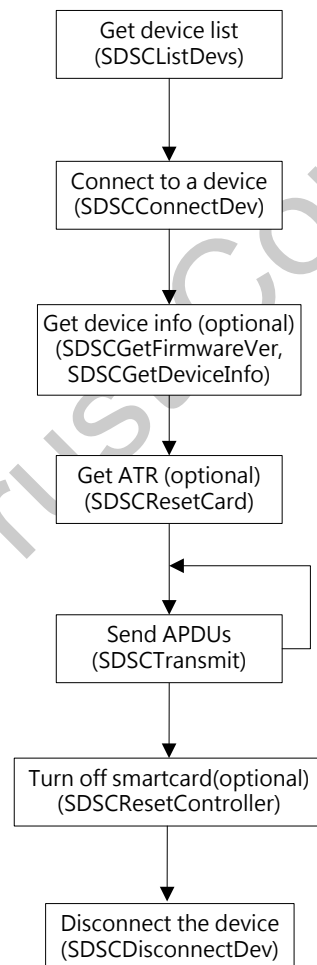 Get device list
(SDSCListDevs)
Connect to a device
(SDSCConnectDev)
Get device info (optional)
(SDSCGetFirmwareVer,
SDSCGetDeviceInfo)
Get ATR (optional)
(SDSCResetCard)
Send APDUs
(SDSCTransmit)
Turn off smartcard(optional)
(SDSCResetController)
Disconnect the device
(SDSCDisconnectDev)